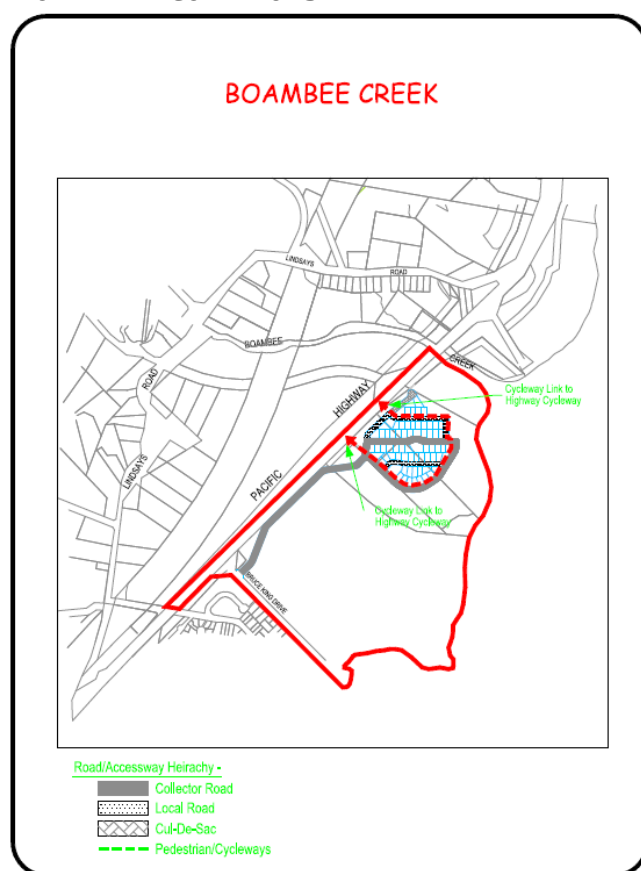 BOAMBEE CREEK
LINDSAYS
ROAD
BOAMBEE
CREEK
ROAD
HIGHWAY
Cycleway Link to
Highway Cycleway
LINDSAYS
PACIFIC
Cycleway Link to
Highway Cycleway
BRUCE KING DRIVE
Road/Accessway Heirachy -
Collector Road
Local Road
Cul-De-Sac
Pedestrian/Cycleways